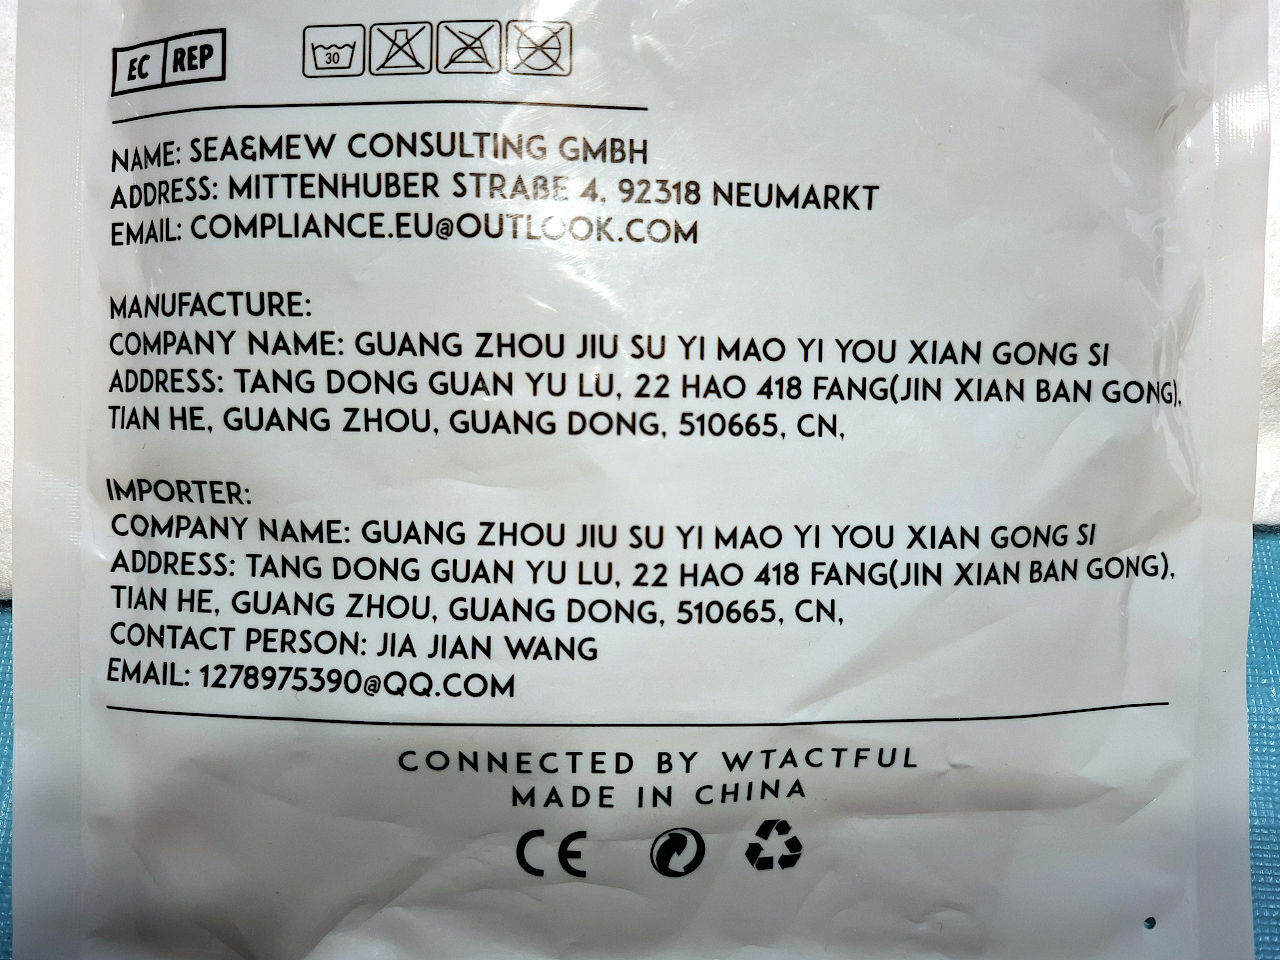 EC REP
30
NAME: SEA&MEW CONSULTING GMBH
ADDRESS: MITTENHUBER STRAßE 4, 92318 NEUMARKT
EMAIL: COMPLIANCE.EU@OUTLOOK.COM
MANUFACTURE:
COMPANY NAME: GUANG ZHOU JIU SU YI MAO YI YOU XIAN GONG SI
ADDRESS: TANG DONG GUAN YU LU, 22 HAO 418 FANG(JIN XIAN BAN GONG),
TIAN HE, GUANG ZHOU, GUANG DONG, 510665, CN,
IMPORTER:
COMPANY NAME: GUANG ZHOU JIU SU YI MAO YI YOU XIAN GONG SI
ADDRESS: TANG DONG GUAN YU LU, 22 HAO 418 FANG(JIN XIAN BAN GONG),
TIAN HE, GUANG ZHOU, GUANG DONG, 510665, CN,
CONTACT PERSON: JIA JIAN WANG
EMAIL: 1278975390@QQ.COM
CONNECTED BY WTACTFUL
MADE IN CHINA
CE